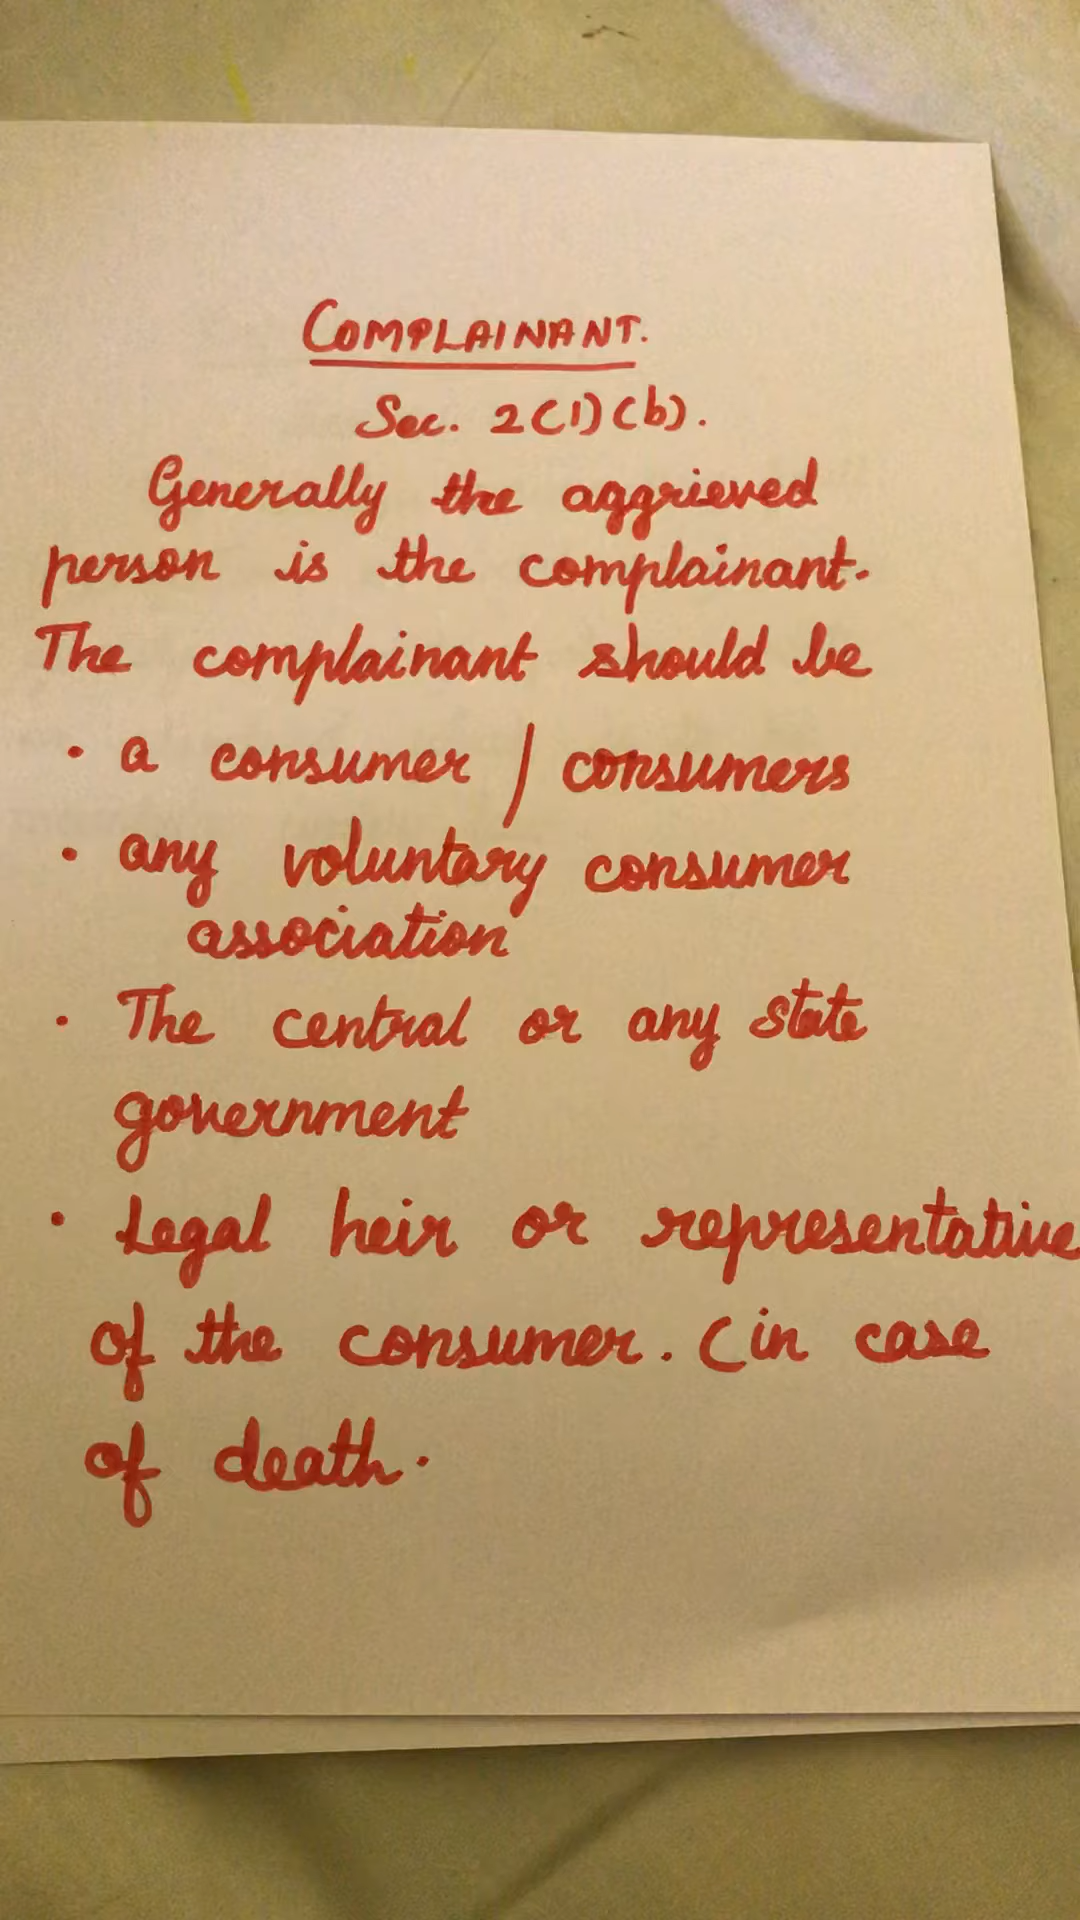 COMPLAINANT.
Sec. 2(1)(b).
Generally the aggrieved
person is the complainant.
The complainant should be
• a consumer / consumers
• any voluntary consumer
association
• The central or any state
government
• Legal heir or representative
of the consumer. (in case
of death.